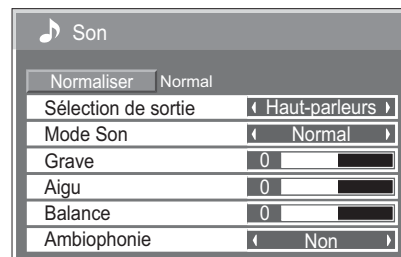 Son
Normaliser Normal
Sélection de sortie Haut-parleurs
Mode Son Normal
Grave 0
Aigu 0
Balance 0
Ambiophonie Non